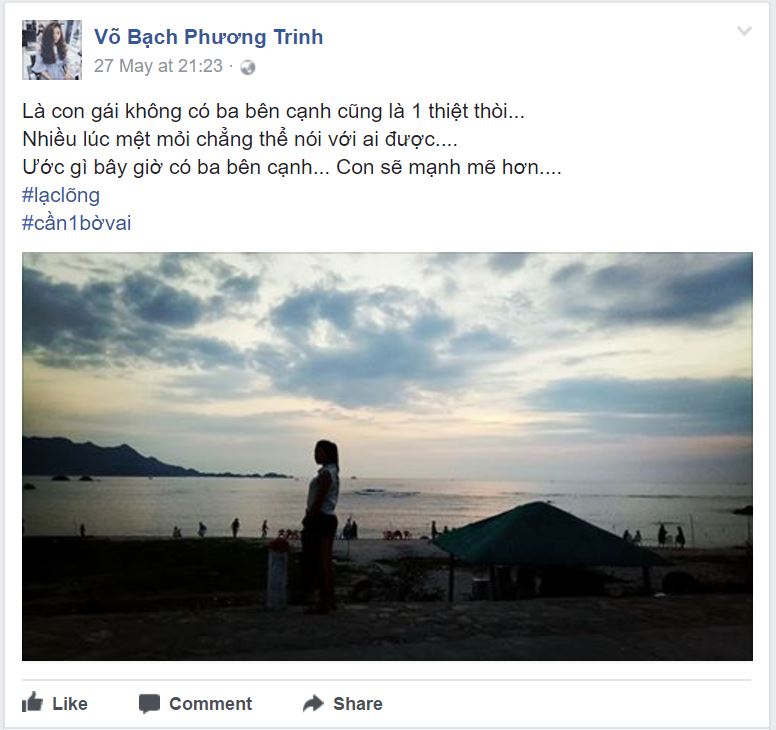 Võ Bạch Phương Trinh
27 May at 21:23 ·
Là con gái không có ba bên cạnh cũng là 1 thiệt thòi...
Nhiều lúc mệt mỏi chẳng thể nói với ai được....
Ước gì bây giờ có ba bên cạnh... Con sẽ mạnh mẽ hơn....
#lạclõng
#cần1bờvai
Like Comment Share